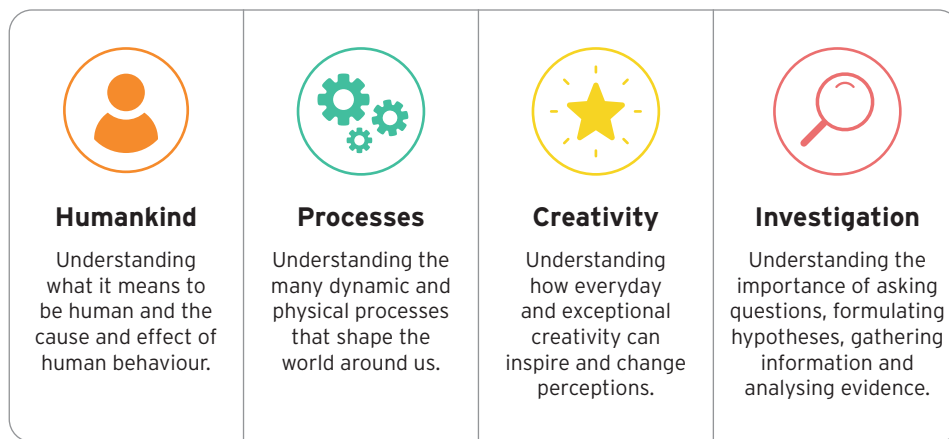 Humankind
Understanding
what it means to
be human and the
cause and effect of
human behaviour.
Processes
Understanding the
many dynamic and
physical processes
that shape the
world around us.
Creativity
Understanding
how everyday
and exceptional
creativity can
inspire and change
perceptions.
Investigation
Understanding the
importance of asking
questions, formulating
hypotheses, gathering
information and
analysing evidence.